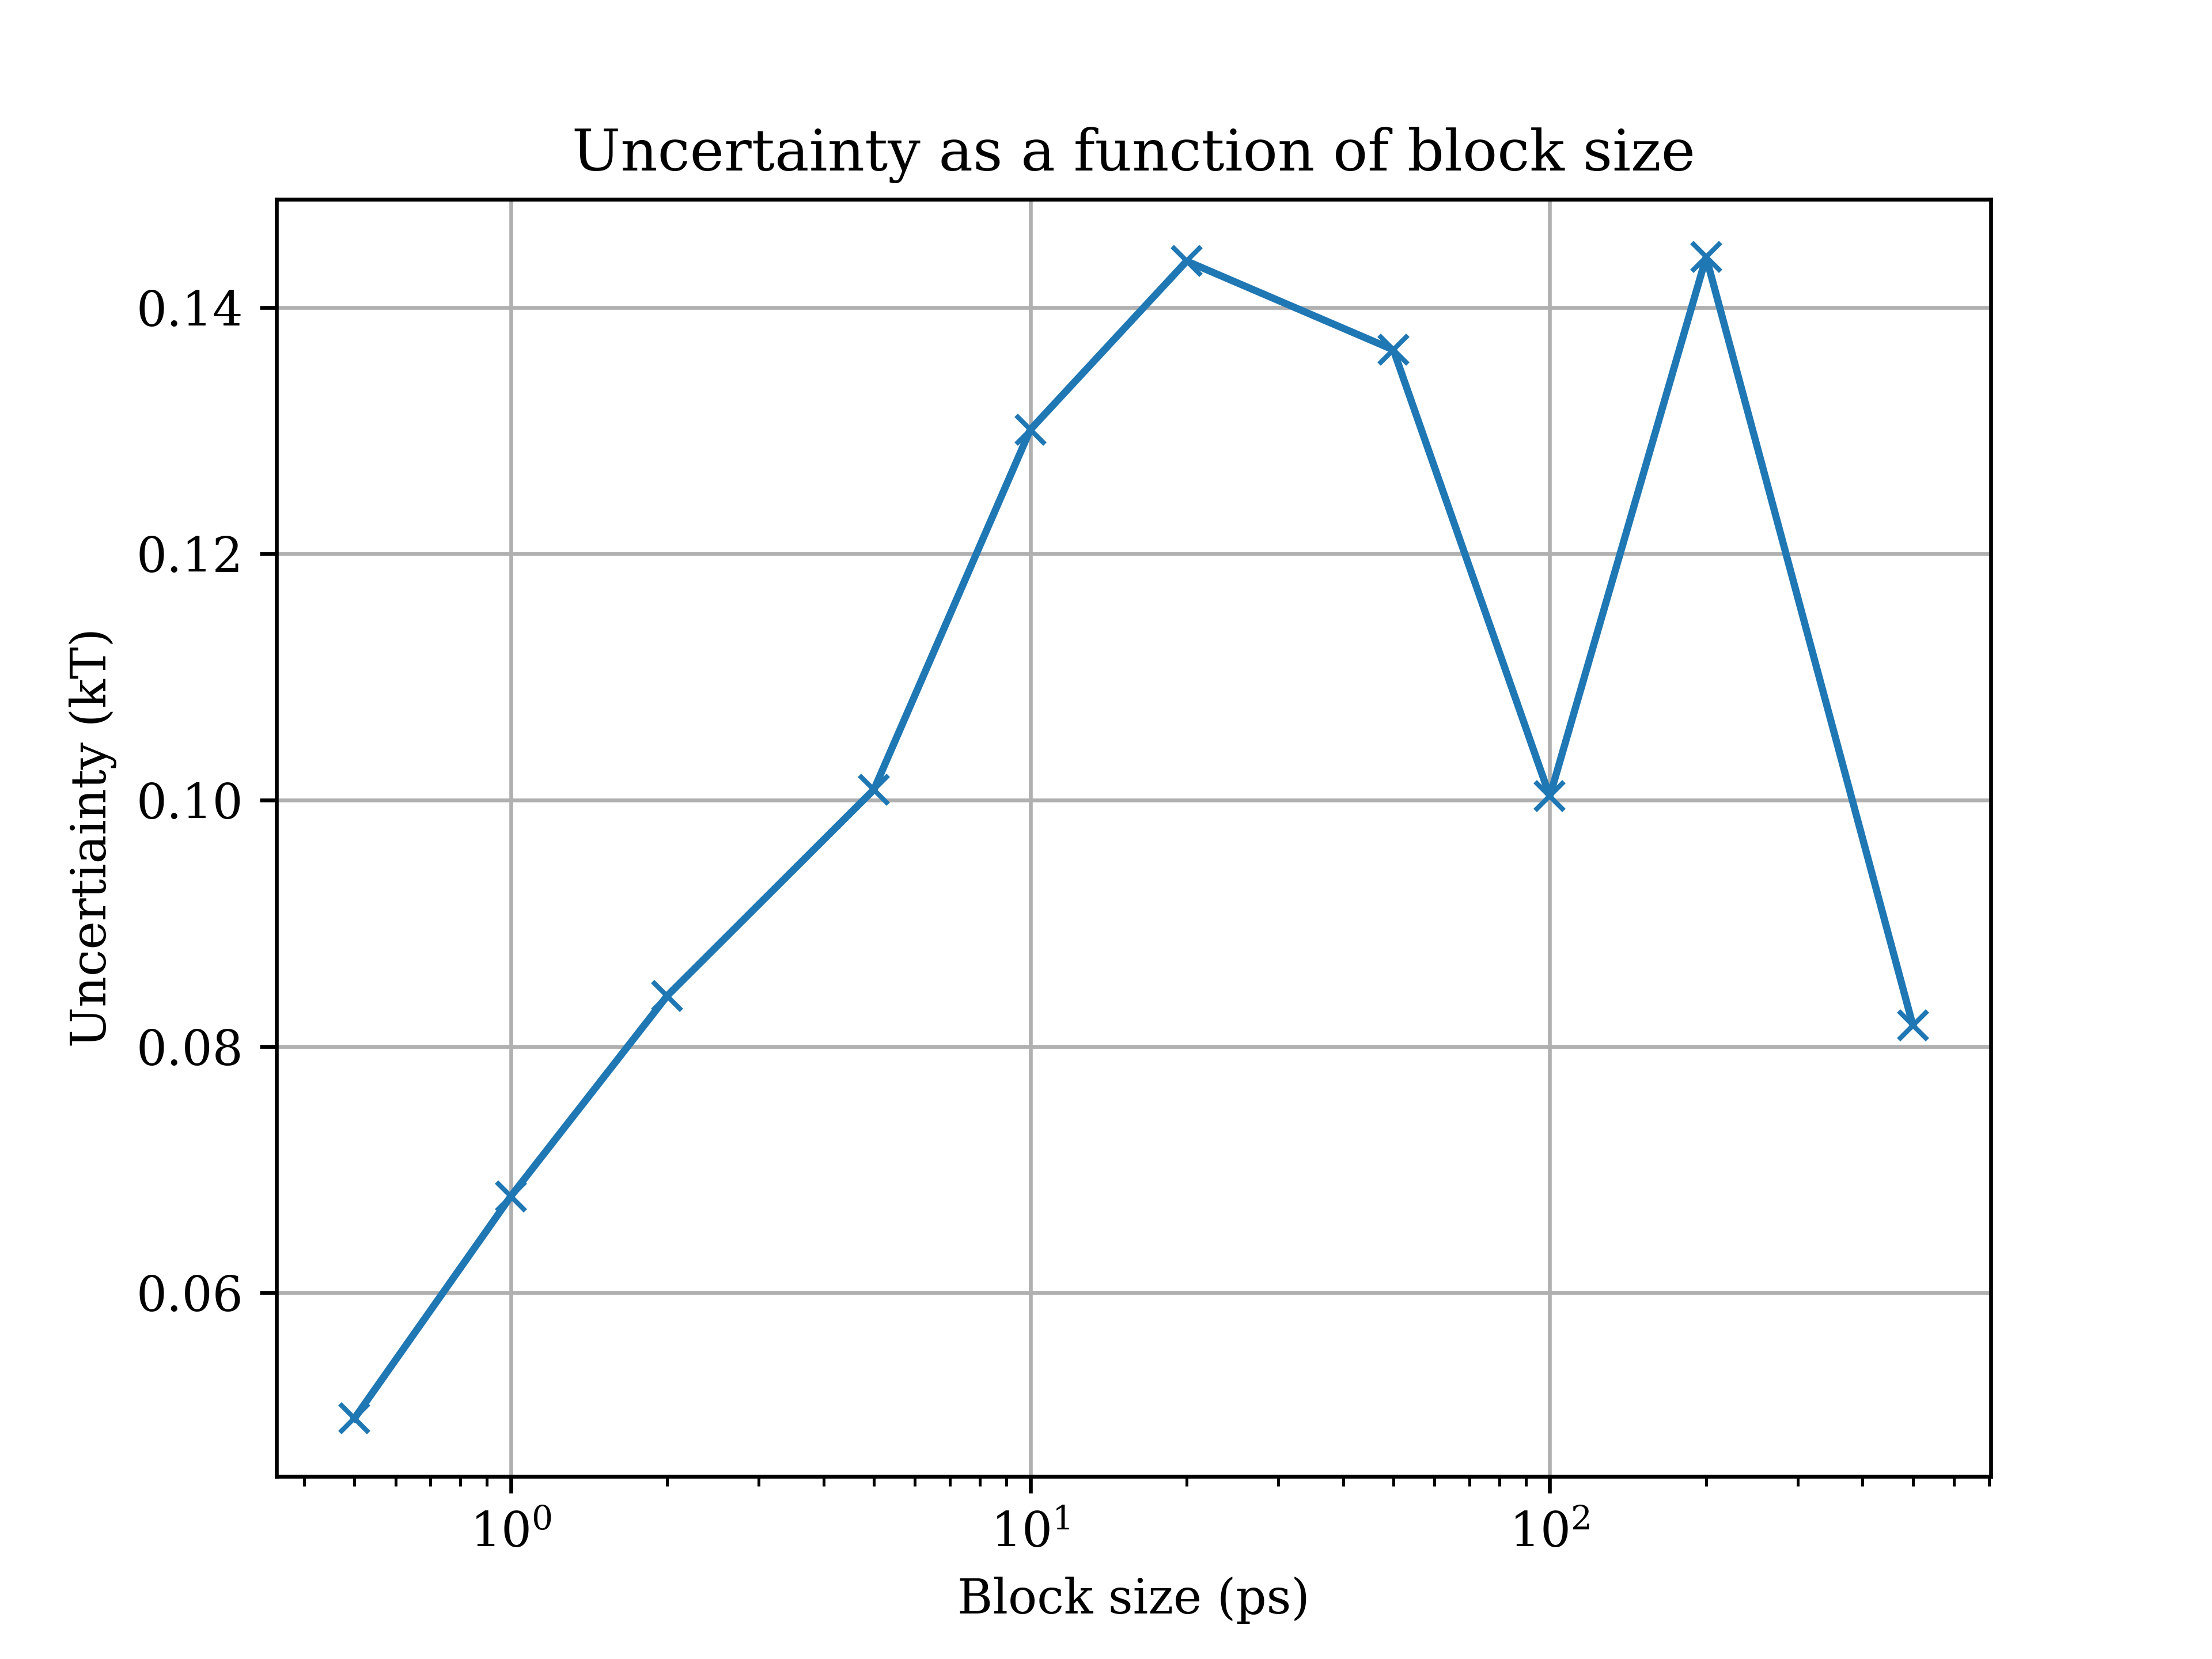 Uncertainty as a function of block size
0.14
0.12
0.10
0.08
0.06
Uncertiainty (kT)
10⁰
10¹
10²
Block size (ps)